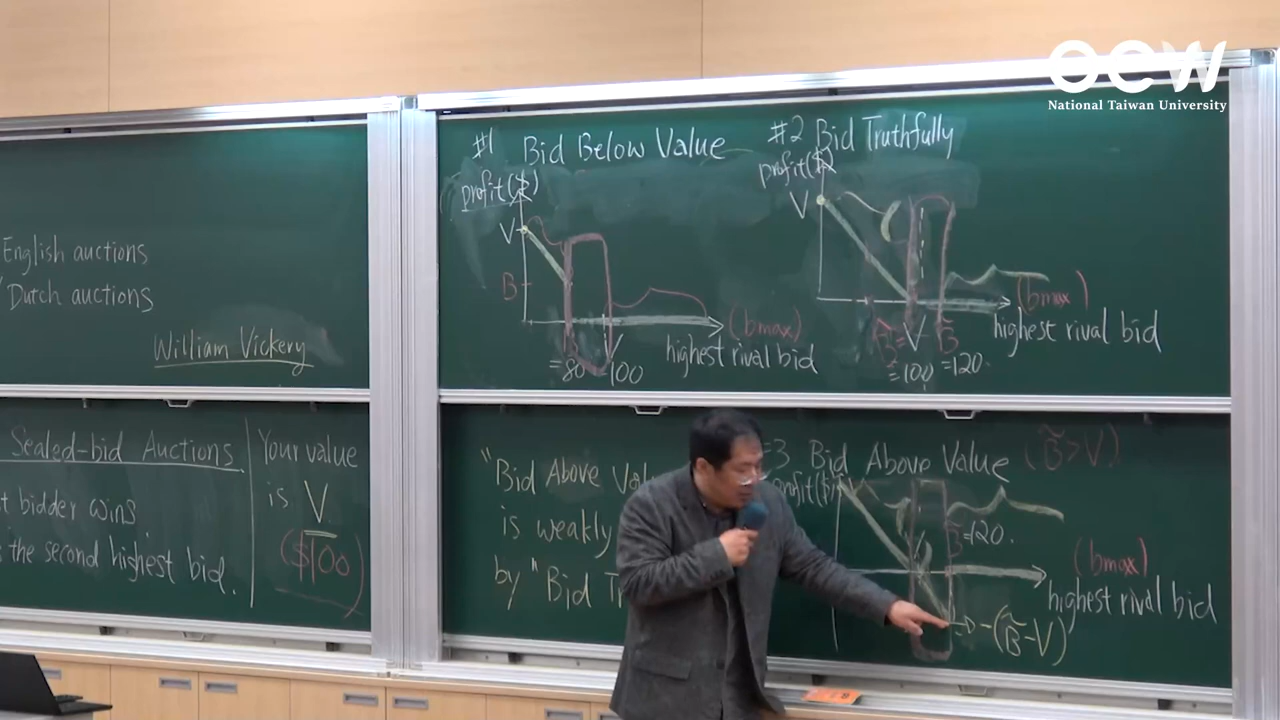 OCW
National Taiwan University
English auctions
Dutch auctions
William Vickery
Sealed-bid Auctions
bidder wins
the second highest bid.
Your value
is V
($100)
#1 Bid Below Value
profit($)
V
B
(bmax)
highest rival bid
=80
V
=100
#2 Bid Truthfully
profit($)
V
(bmax)
highest rival bid
B̃=V
B̃
=100
=120
"Bid Above
is weakly
by "Bid
Bid Above Value (B̃>V)
=120.
(bmax)
highest rival bid
-(B̃-V)